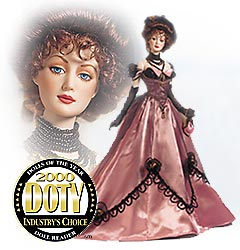 DOLLS OF THE YEAR
2000
DOTY
INDUSTRY'S CHOICE
DOLL READER